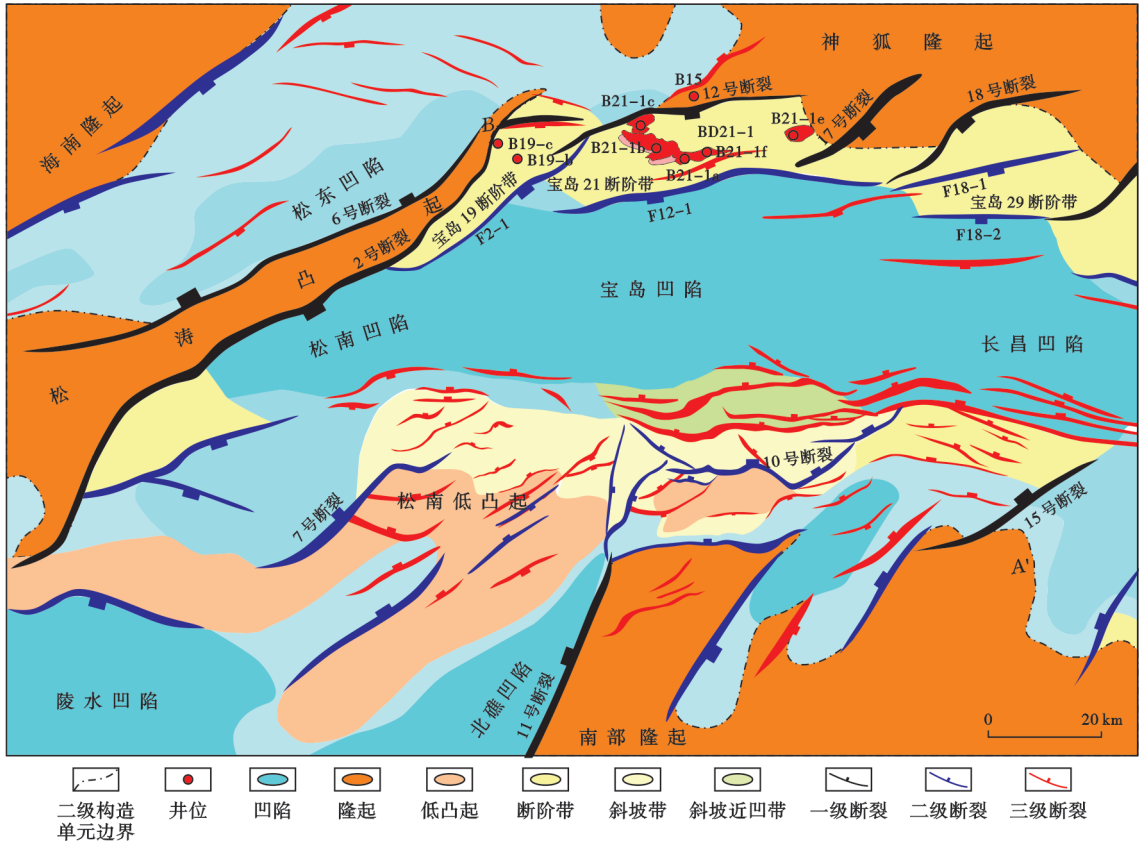 神狐隆起
海南隆起
B15
12号断裂
18号断裂
B21-1c
7号断裂
B
BD21-1
B21-1e
B19-c
B21-1b
B21-1f
B19-b
B21-1a
松东凹陷
6号断裂
宝岛21断阶带
F18-1
宝岛19断阶带
F12-1
宝岛29断阶带
2号断裂
F2-1
F18-2
宝岛凹陷
松涛凸起
松南凹陷
长昌凹陷
10号断裂
松南低凸起
7号断裂
15号断裂
A'
北礁凹陷
11号断裂
陵水凹陷
南部隆起
0 20 km
二级构造
单元边界
井位
凹陷
隆起
低凸起
断阶带
斜坡带
斜坡近凹带
一级断裂
二级断裂
三级断裂